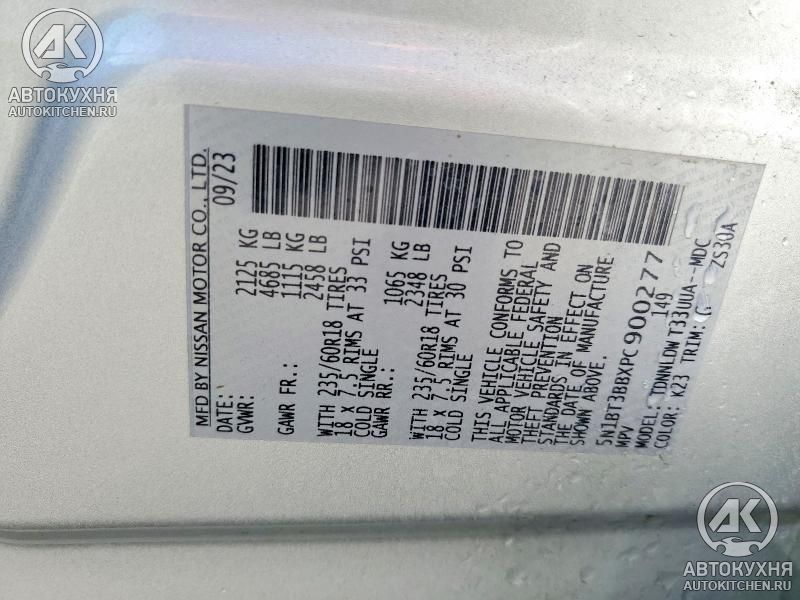 AK
АВТОКУХНЯ
AUTOKITCHEN.RU
MFD BY NISSAN MOTOR CO., LTD.
DATE: 09/23
GVWR: 2125 KG
4685 LB
GAWR FR.: 1115 KG
2458 LB
WITH 235/60R18 TIRES
18 x 7.5 RIMS AT 33 PSI
COLD SINGLE
GAWR RR.: 1065 KG
2348 LB
WITH 235/60R18 TIRES
18 x 7.5 RIMS AT 30 PSI
COLD SINGLE
THIS VEHICLE CONFORMS TO
ALL APPLICABLE FEDERAL
MOTOR VEHICLE SAFETY AND
THEFT PREVENTION
STANDARDS IN EFFECT ON
THE DATE OF MANUFACTURE
SHOWN ABOVE.
5N1BT3BBXPC900277
MPV 149
MODEL: TDNNLDW T33UUA--MDC
COLOR: K23 TRIM: ZS30A
AK
АВТОКУХНЯ
AUTOKITCHEN.RU